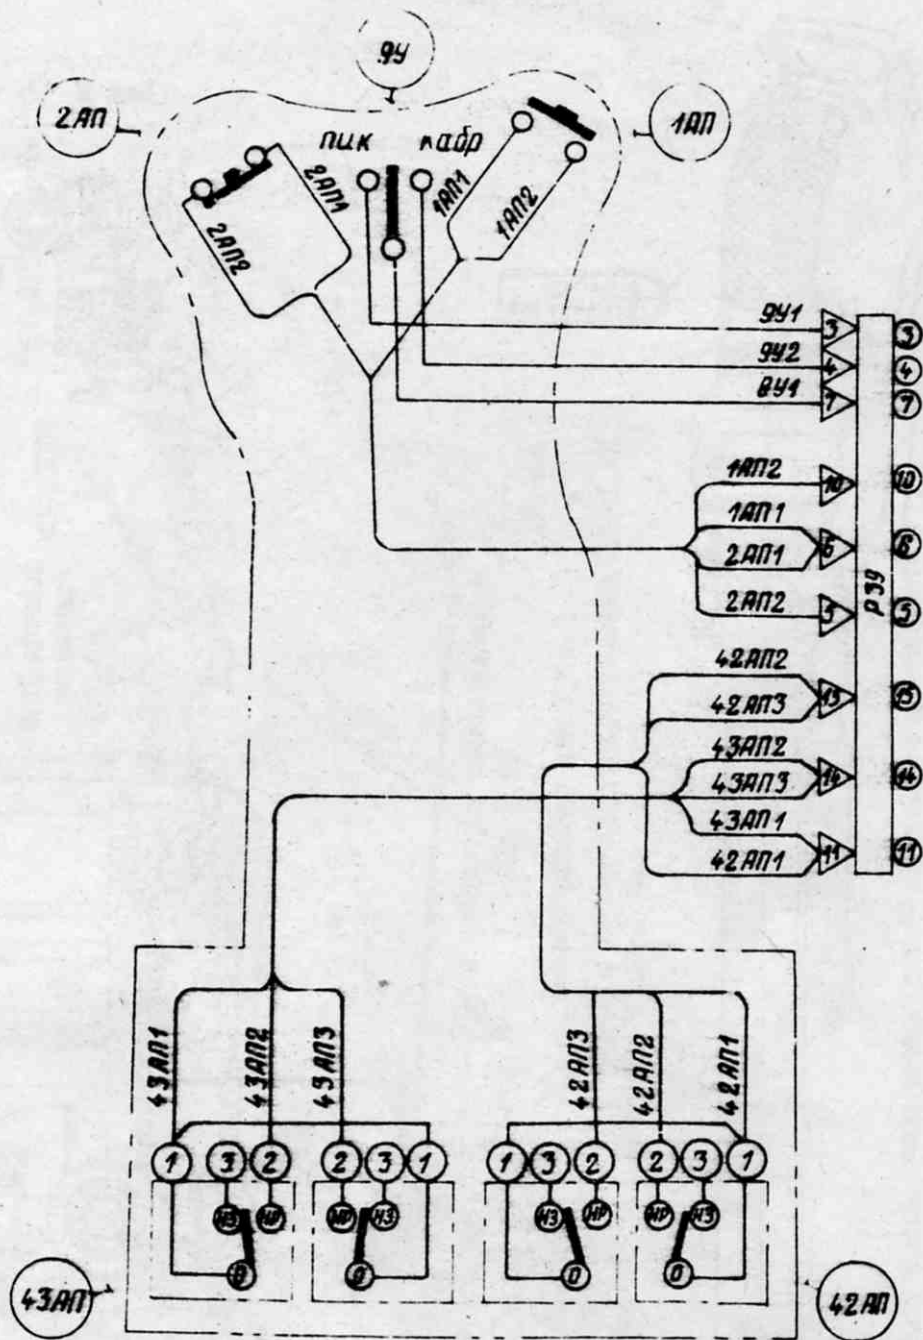 9У
2АП
1АП
пик кабр
2АП1
2АП2
1АП1
1АП2
9У1 3 3
9У2 4 4
8У1 7 7
1АП2 10 10
1АП1
2АП1 6 6
2АП2 5 5
Р39
42АП2
42АП3 13 13
43АП2
43АП3 14 14
43АП1
42АП1 11 11
43АП1 43АП2 43АП3 42АП3 42АП2 42АП1
1 3 2 2 3 1 1 3 2 2 3 1
НЗ НР НР НЗ НЗ НР НР НЗ
0 0 0 0
43АП 42АП